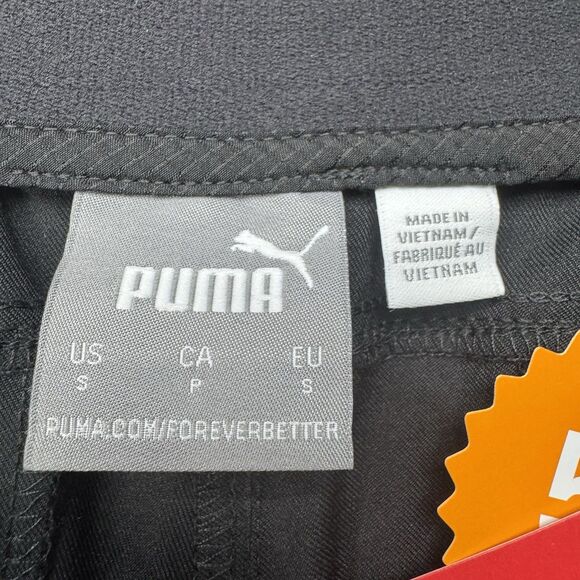 PUMA
US CA EU
S P S
PUMA.COM/FOREVERBETTER
MADE IN
VIETNAM/
FABRIQUÉ AU
VIETNAM